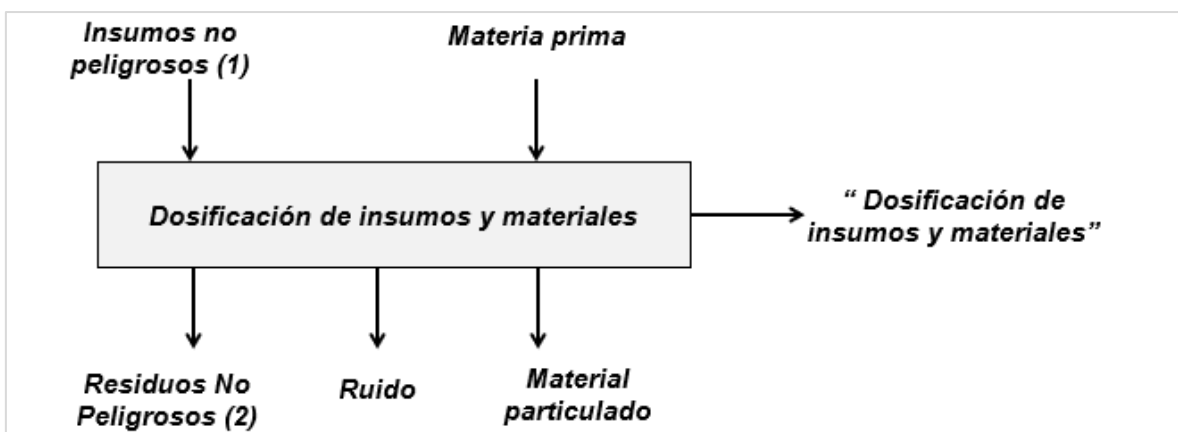 Insumos no
peligrosos (1)
Materia prima
Dosificación de insumos y materiales
“ Dosificación de
insumos y materiales”
Residuos No
Peligrosos (2)
Ruido
Material
particulado